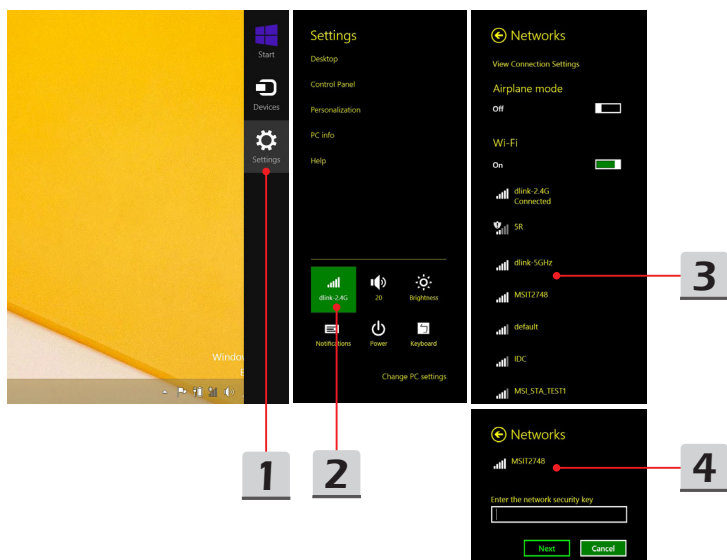 Start
Devices
Settings
Windo
1
Settings
Desktop
Control Panel
Personalization
PC info
Help
dlink-2.4G
20
Brightness
Notifications
Power
Keyboard
Change PC settings
2
Networks
View Connection Settings
Airplane mode
Off
Wi-Fi
On
dlink-2.4G
Connected
5R
dlink-5GHz
MSIT2748
default
IDC
MSI_STA_TEST1
3
Networks
MSIT2748
Enter the network security key
Next
Cancel
4